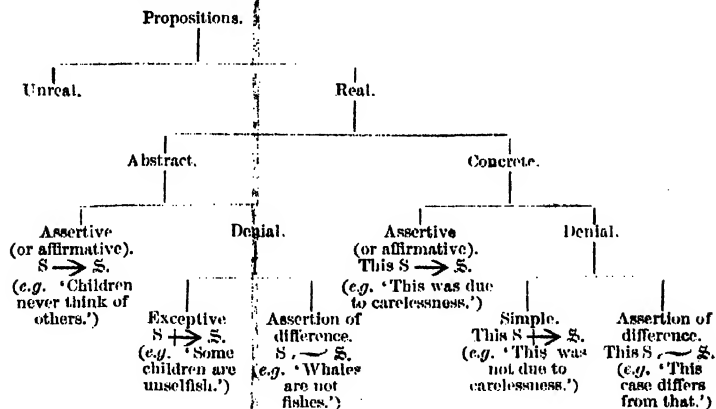 Propositions.
Unreal.
Real.
Abstract.
Concrete.
Assertive
(or affirmative).
S → 𝕾.
(e.g. ‘Children
never think of
others.’)
Denial.
Exceptive
S ⇸ 𝕾.
(e.g. ‘Some
children are
unselfish.’)
Assertion of
difference.
S ⁓ 𝕾.
(e.g. ‘Whales
are not
fishes.’)
Assertive
(or affirmative).
This S → 𝕾.
(e.g. ‘This was due
to carelessness.’)
Denial.
Simple.
This S ⇸ 𝕾.
(e.g. ‘This was
not due to
carelessness.’)
Assertion of
difference.
This S ⁓ 𝕾.
(e.g. ‘This
case differs
from that.’)